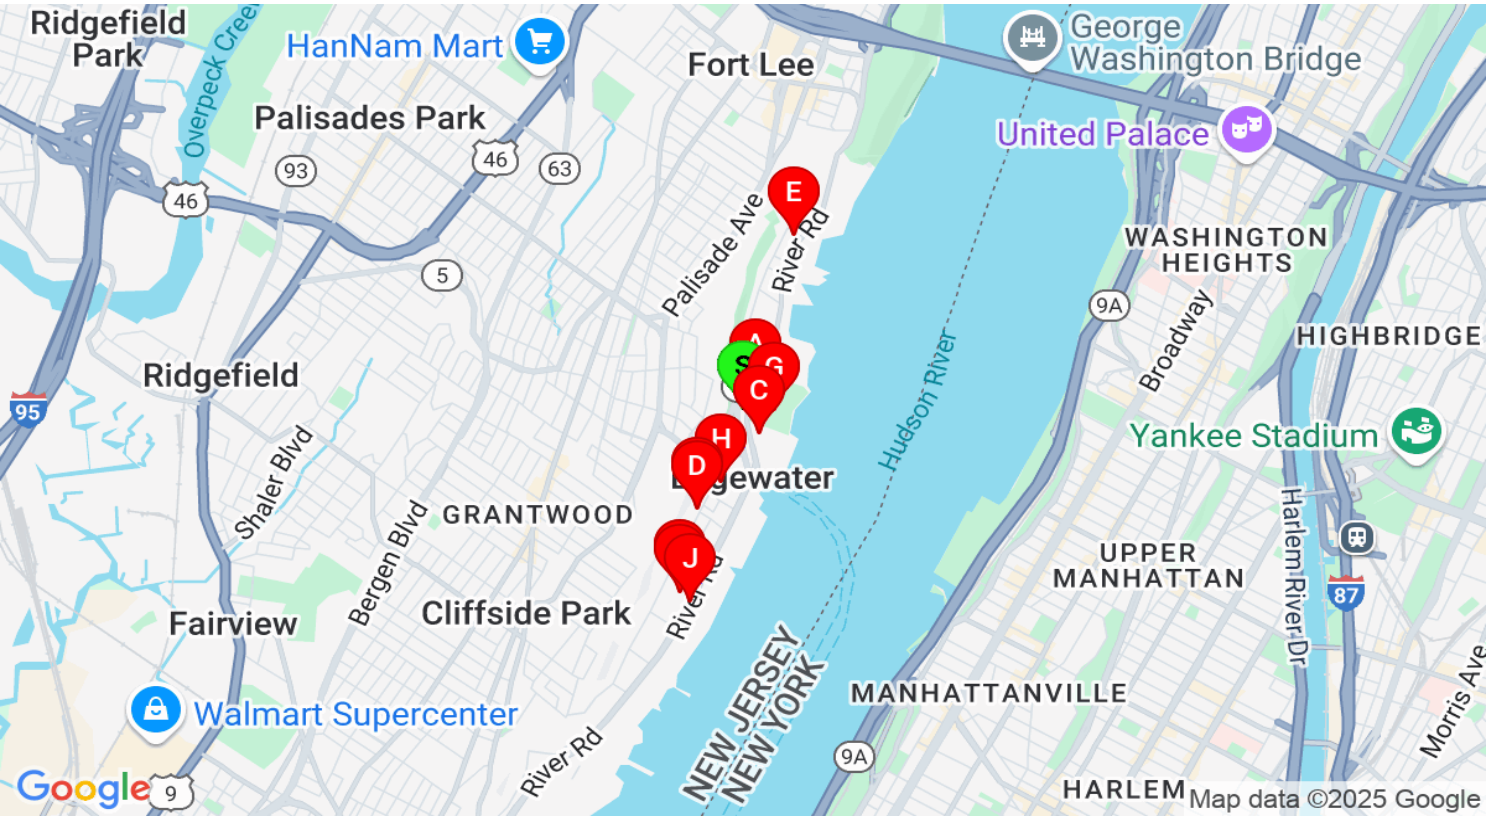 Ridgefield
Park
Overpeck Creek
HanNam Mart
Fort Lee
George
Washington Bridge
Palisades Park
United Palace
46
63
93
46
E
Palisade Ave
River Rd
WASHINGTON
HEIGHTS
5
9A
Broadway
HIGHBRIDGE
A
S
G
C
Hudson River
Ridgefield
95
Yankee Stadium
H
D
Edgewater
Shaler Blvd
Bergen Blvd
GRANTWOOD
J
River Rd
UPPER
MANHATTAN
Harlem River Dr
87
Cliffside Park
Fairview
NEW JERSEY
NEW YORK
MANHATTANVILLE
Morris Ave
Walmart Supercenter
River Rd
9A
Google
9
HARLEM
Map data ©2025 Google